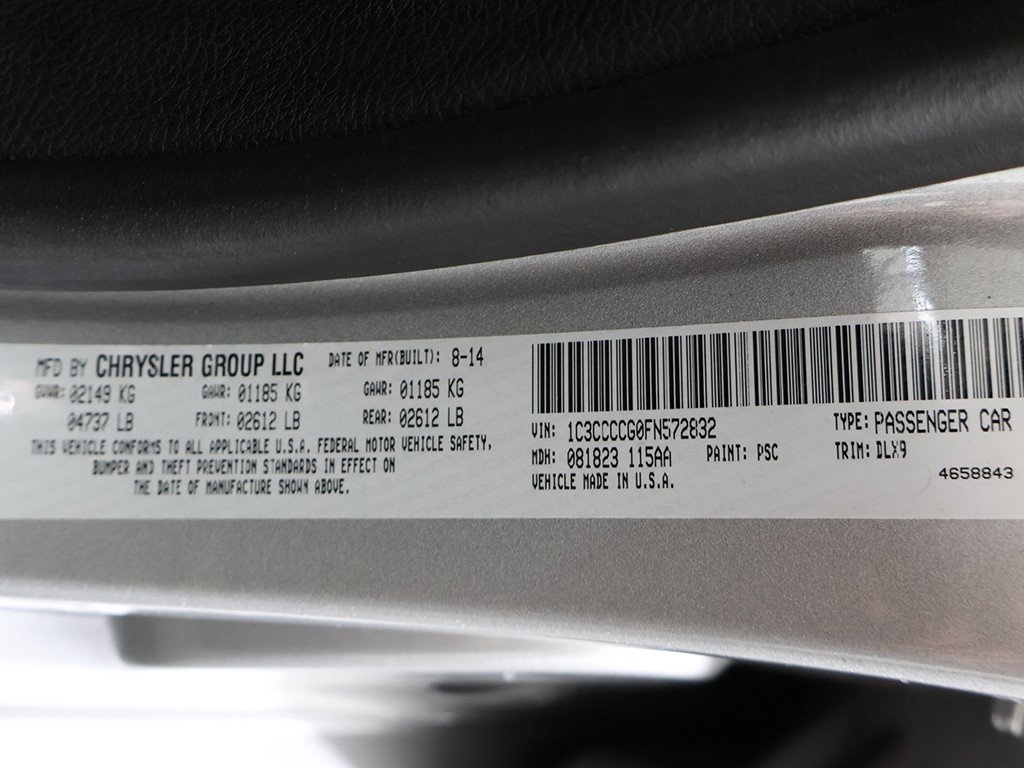 MFD BY CHRYSLER GROUP LLC DATE OF MFR(BUILT): 8-14
GVWR: 02149 KG GAWR: 01185 KG GAWR: 01185 KG
04737 LB FRONT: 02612 LB REAR: 02612 LB
THIS VEHICLE CONFORMS TO ALL APPLICABLE U.S.A. FEDERAL MOTOR VEHICLE SAFETY,
BUMPER AND THEFT PREVENTION STANDARDS IN EFFECT ON
THE DATE OF MANUFACTURE SHOWN ABOVE.
VIN: 1C3CCCCG0FN572832 TYPE: PASSENGER CAR
MDH: 081823 115AA PAINT: PSC TRIM: DLX9
VEHICLE MADE IN U.S.A. 4658843